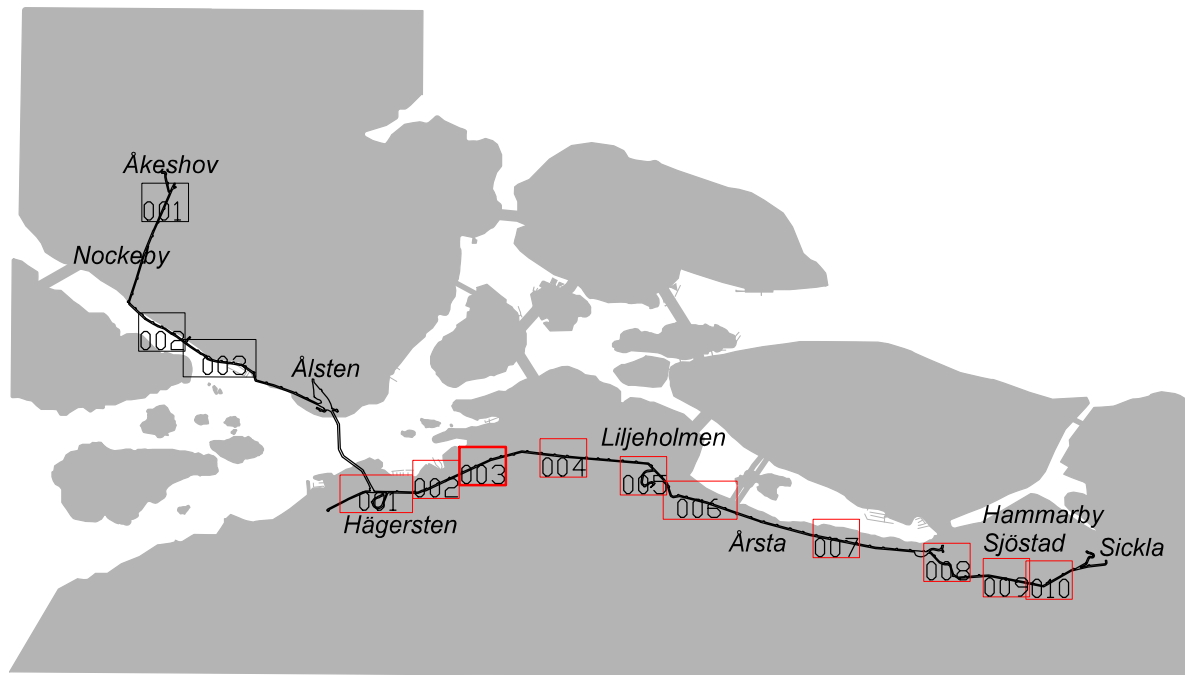 Åkeshov
001
Nockeby
002
003
Ålsten
Liljeholmen
003
004
002
005
001
006
Hägersten
Hammarby
Sjöstad
Årsta
007
Sickla
008
009
010